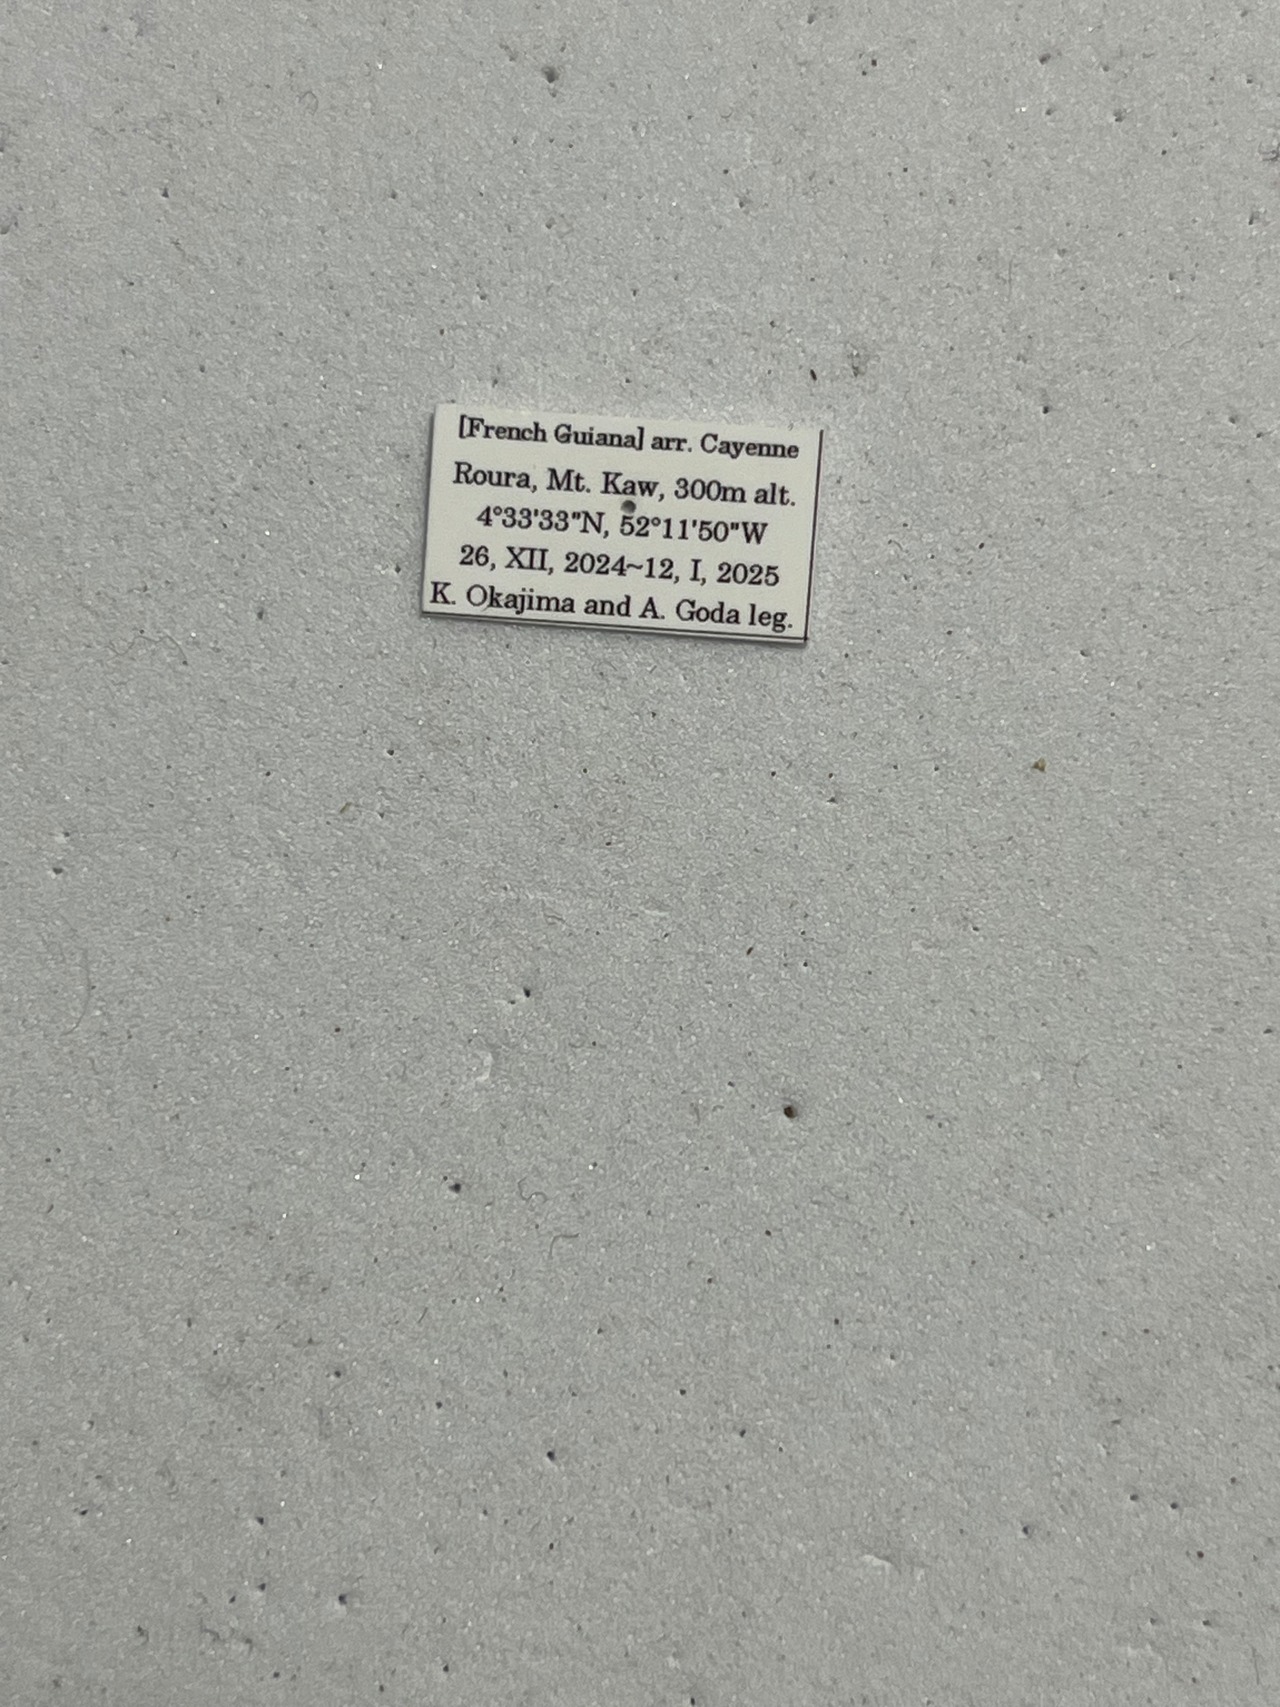 [French Guiana] arr. Cayenne
Roura, Mt. Kaw, 300m alt.
4°33'33"N, 52°11'50"W
26, XII, 2024~12, I, 2025
K. Okajima and A. Goda leg.